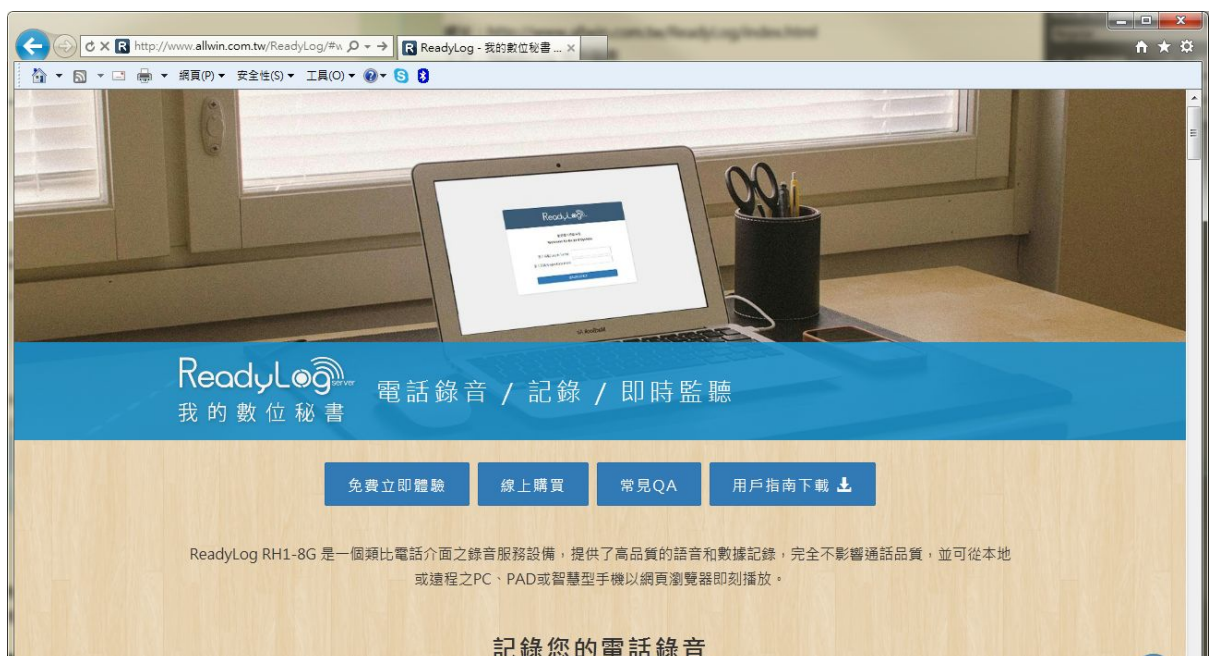 http://www.allwin.com.tw/ReadyLog/#w
ReadyLog - 我的數位秘書 ...
網頁(P)
安全性(S)
工具(O)
ReadyLog
ReadyLog server
我的數位秘書
電話錄音 / 記錄 / 即時監聽
免費立即體驗
線上購買
常見QA
用戶指南下載
ReadyLog RH1-8G 是一個類比電話介面之錄音服務設備,提供了高品質的語音和數據記錄,完全不影響通話品質,並可從本地
或遠程之PC、PAD或智慧型手機以網頁瀏覽器即刻播放。
記錄您的電話錄音